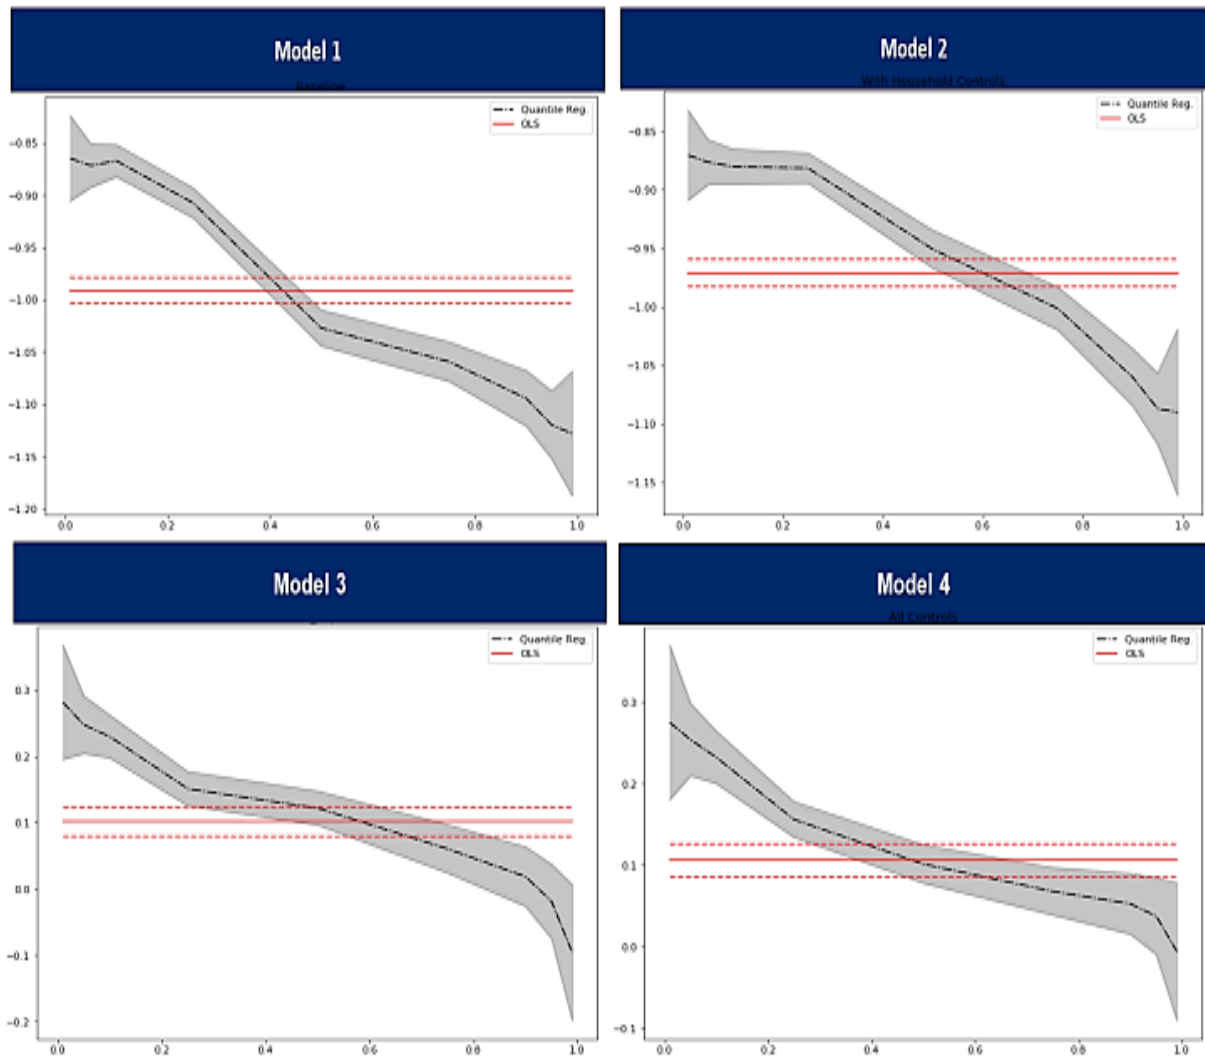 Model 1
Baseline
Quantile Reg.
OLS
−0.85
−0.90
−0.95
−1.00
−1.05
−1.10
−1.15
−1.20
0.0 0.2 0.4 0.6 0.8 1.0
Model 2
With Household Controls
Quantile Reg.
OLS
−0.85
−0.90
−0.95
−1.00
−1.05
−1.10
−1.15
0.0 0.2 0.4 0.6 0.8 1.0
Model 3
Quantile Reg.
OLS
0.3
0.2
0.1
0.0
−0.1
−0.2
0.0 0.2 0.4 0.6 0.8 1.0
Model 4
All Controls
Quantile Reg.
OLS
0.3
0.2
0.1
0.0
−0.1
0.0 0.2 0.4 0.6 0.8 1.0